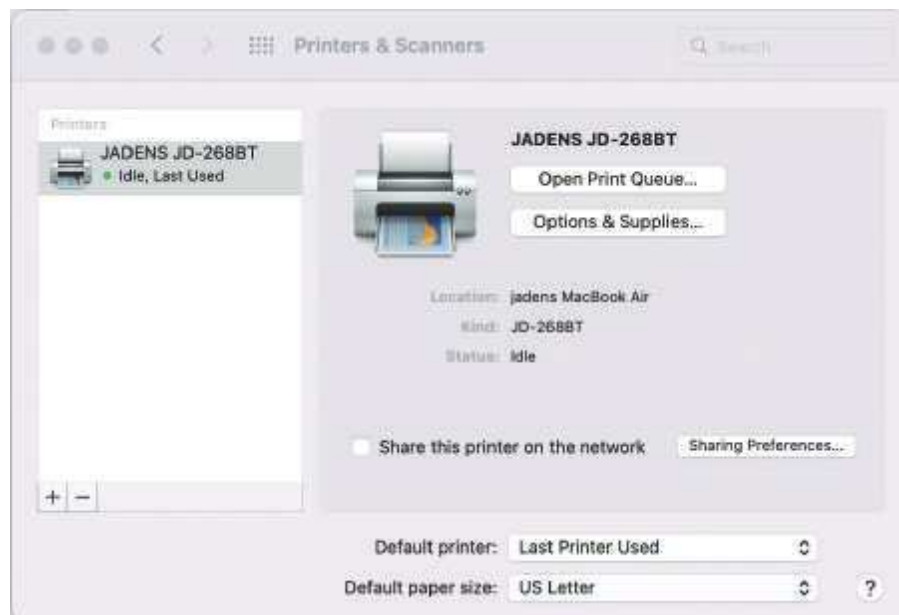 Printers & Scanners
Search
Printers
JADENS JD-268BT
Idle, Last Used
JADENS JD-268BT
Open Print Queue...
Options & Supplies...
Location: jadens MacBook Air
Kind: JD-268BT
Status: Idle
Share this printer on the network
Sharing Preferences...
+ −
Default printer: Last Printer Used
Default paper size: US Letter
?